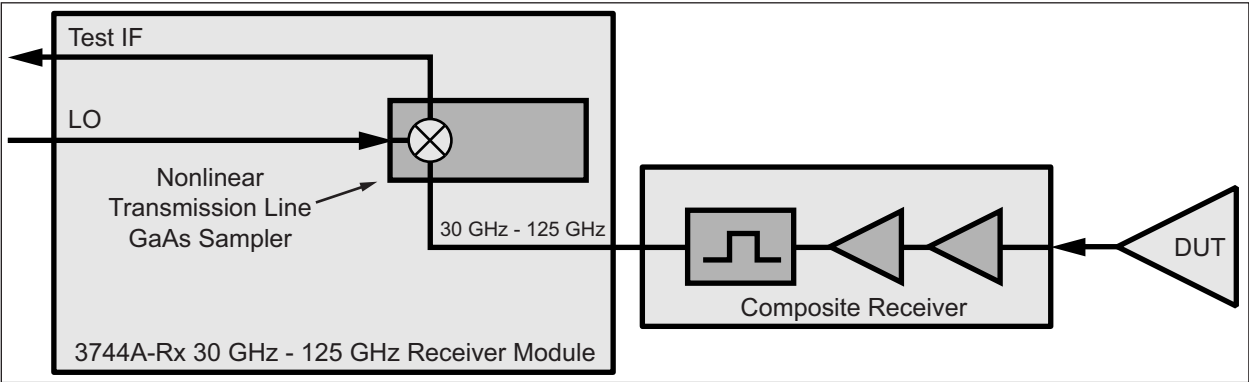 Test IF
LO
Nonlinear
Transmission Line
GaAs Sampler
30 GHz - 125 GHz
DUT
Composite Receiver
3744A-Rx 30 GHz - 125 GHz Receiver Module